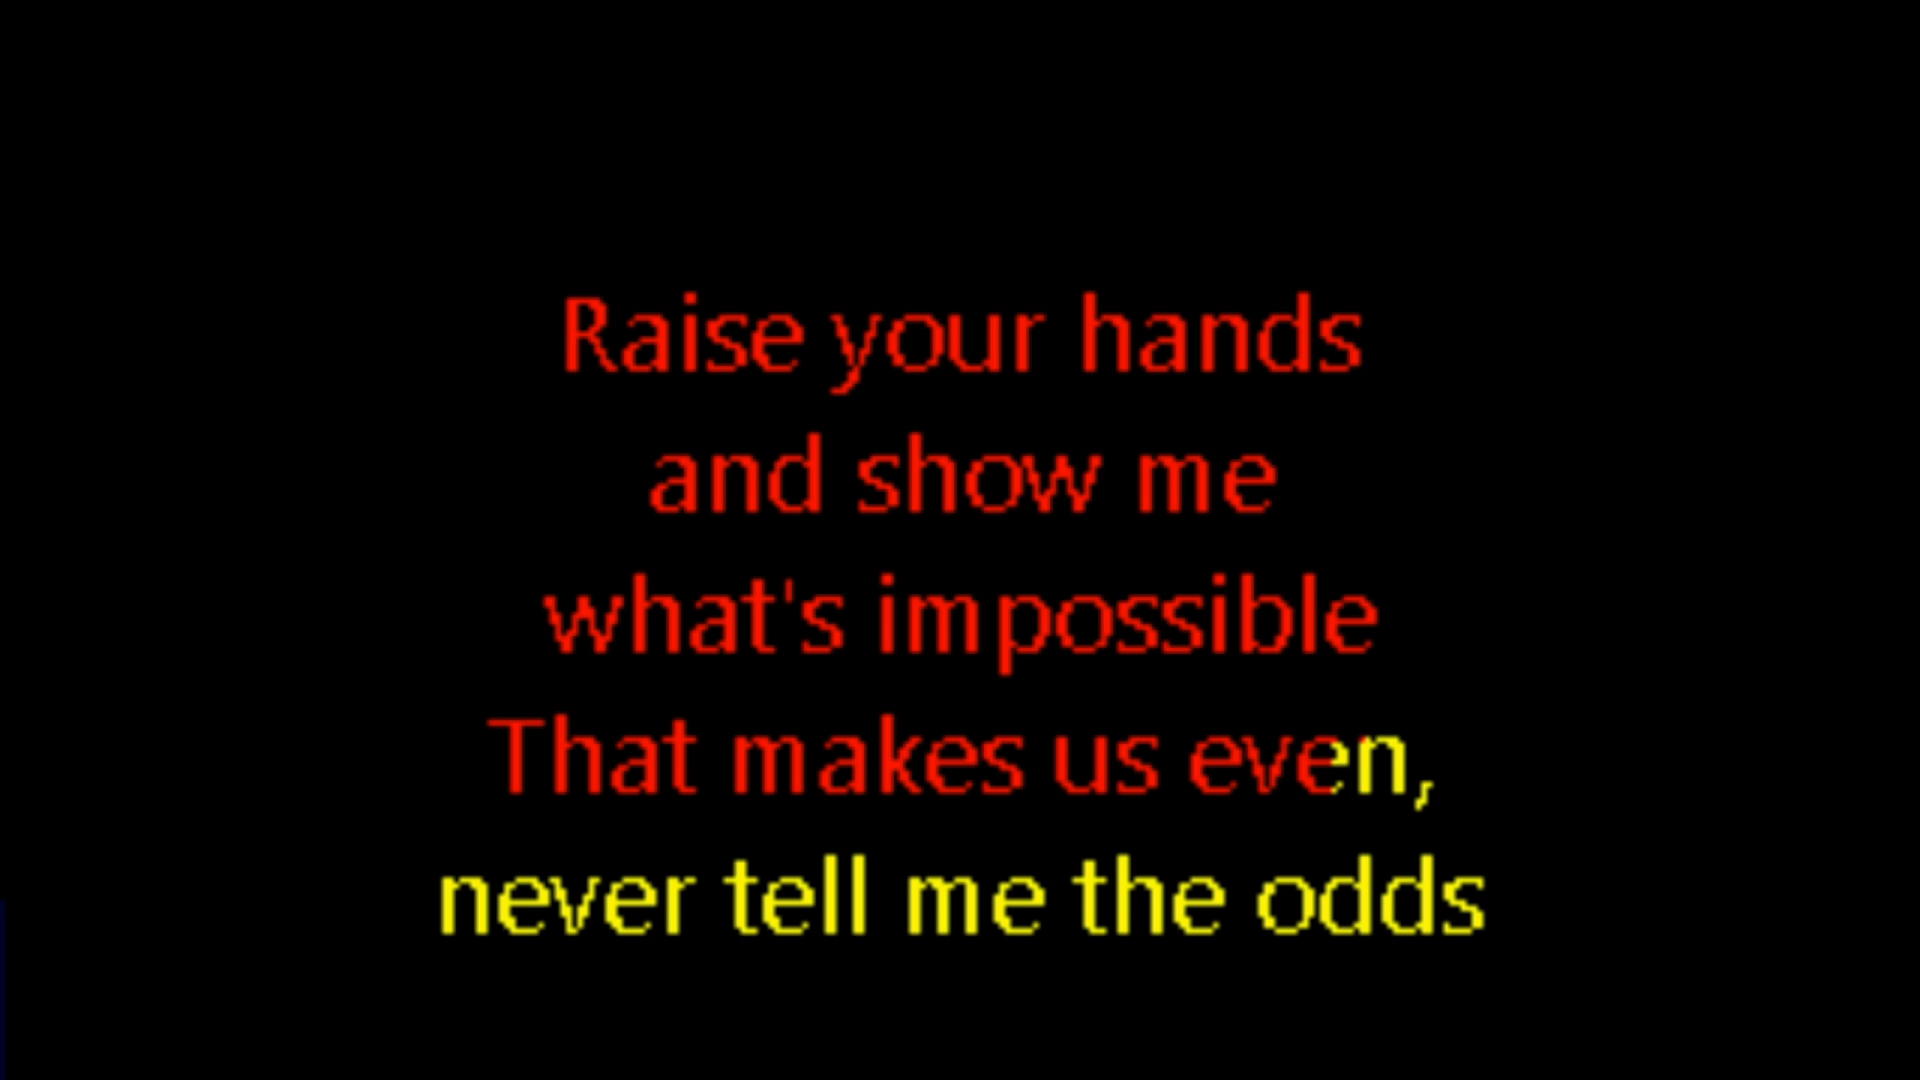 Raise your hands
and show me
what's impossible
That makes us even,
never tell me the odds